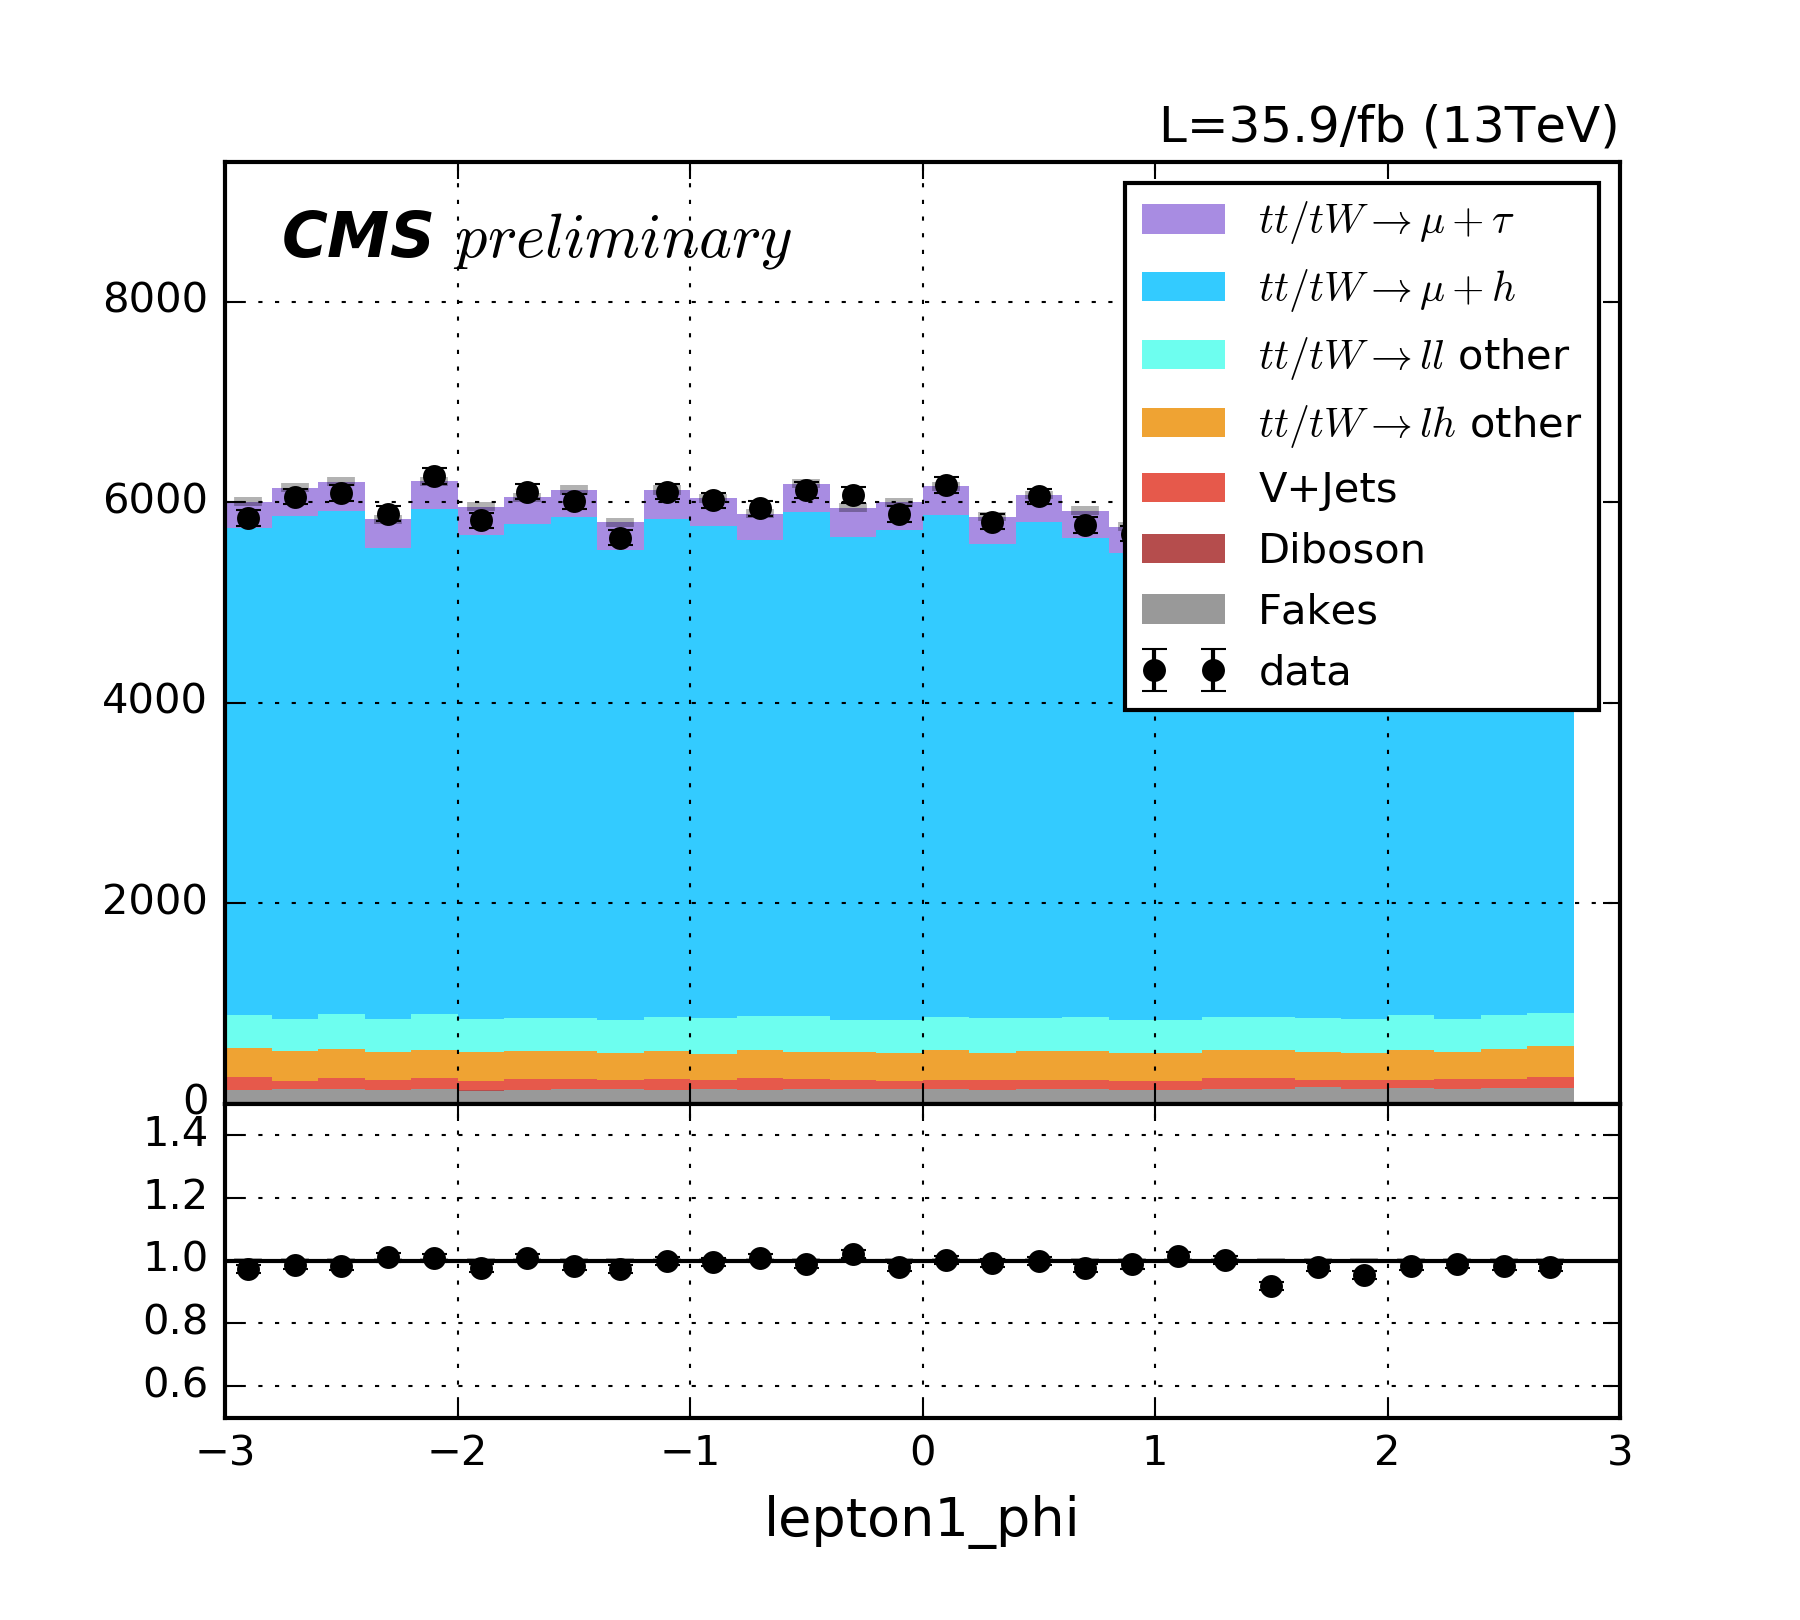 L=35.9/fb (13TeV)
CMS preliminary
tt/tW→μ+τ
tt/tW→μ+h
tt/tW→ll other
tt/tW→lh other
V+Jets
Diboson
Fakes
data
8000
6000
4000
2000
0
1.4
1.2
1.0
0.8
0.6
−3 −2 −1 0 1 2 3
lepton1_phi